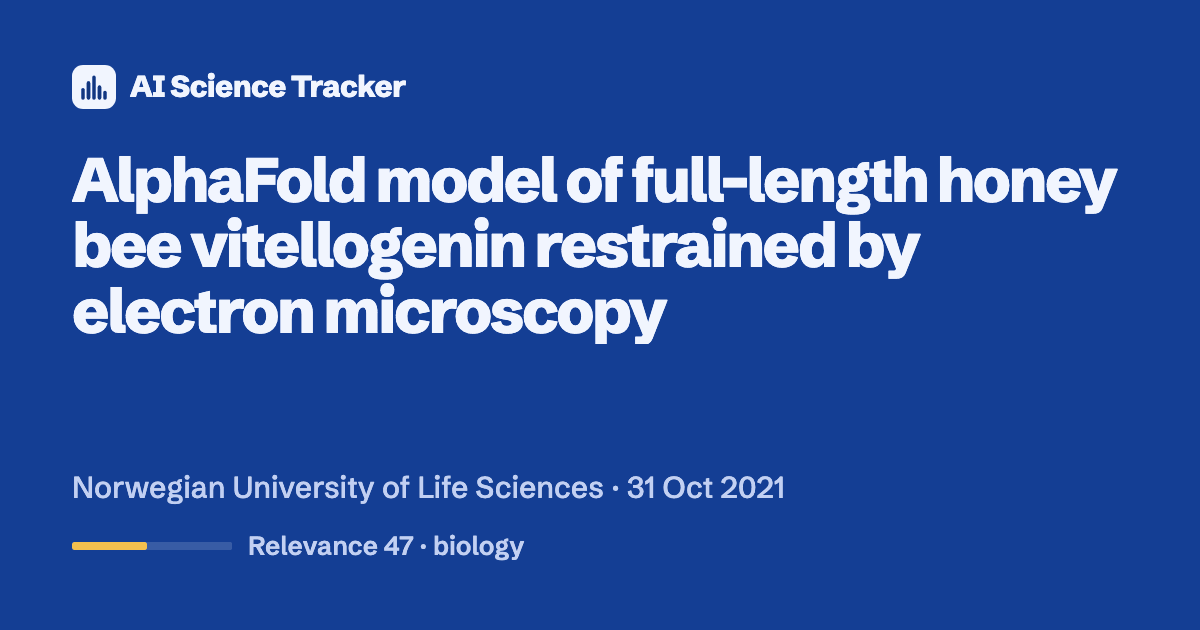 AI Science Tracker
AlphaFold model of full-length honey
bee vitellogenin restrained by
electron microscopy
Norwegian University of Life Sciences · 31 Oct 2021
Relevance 47 · biology